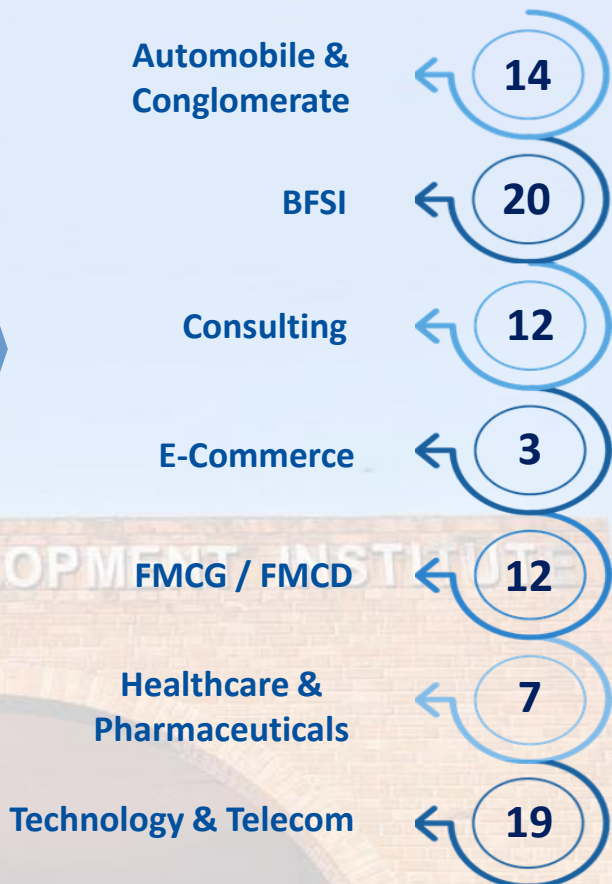 Automobile &
Conglomerate
14
BFSI
20
Consulting
12
E-Commerce
3
OPMENT INSTITUTE
FMCG / FMCD
12
Healthcare &
Pharmaceuticals
7
Technology & Telecom
19